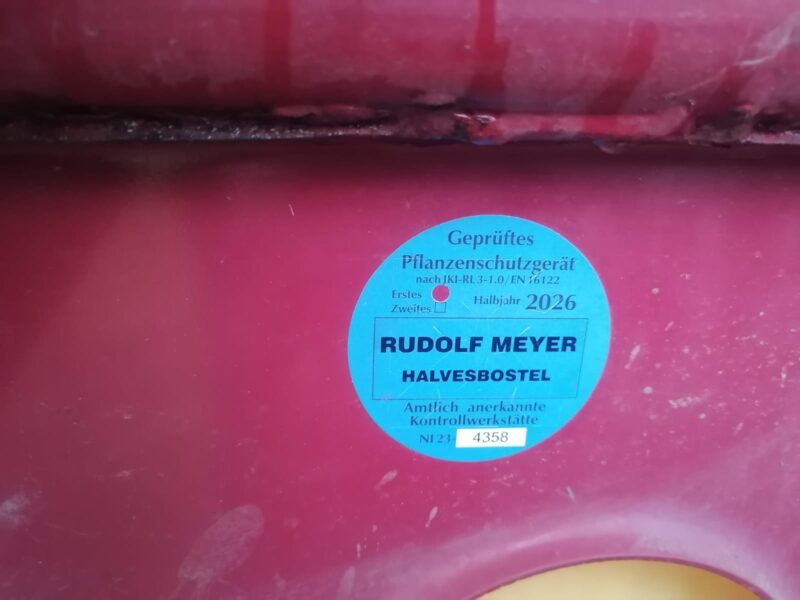 Geprüftes
Pflanzenschutzgerät
nach JKI-RL 3-1.0/EN 16122
Erstes
Zweites
Halbjahr 2026
RUDOLF MEYER
HALVESBOSTEL
Amtlich anerkannte
Kontrollwerkstätte
NI 23- 4358